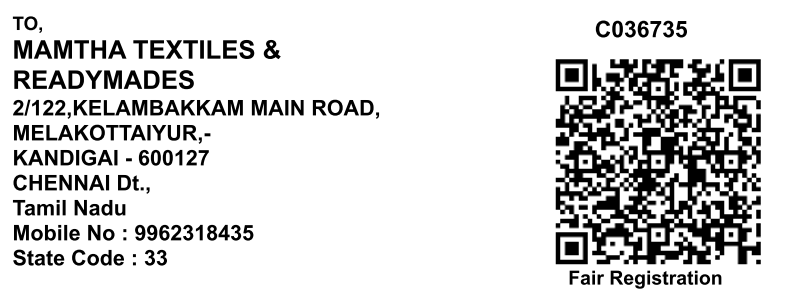 TO,
MAMTHA TEXTILES &
READYMADES
2/122,KELAMBAKKAM MAIN ROAD,
MELAKOTTAIYUR,-
KANDIGAI - 600127
CHENNAI Dt.,
Tamil Nadu
Mobile No : 9962318435
State Code : 33
C036735
Fair Registration